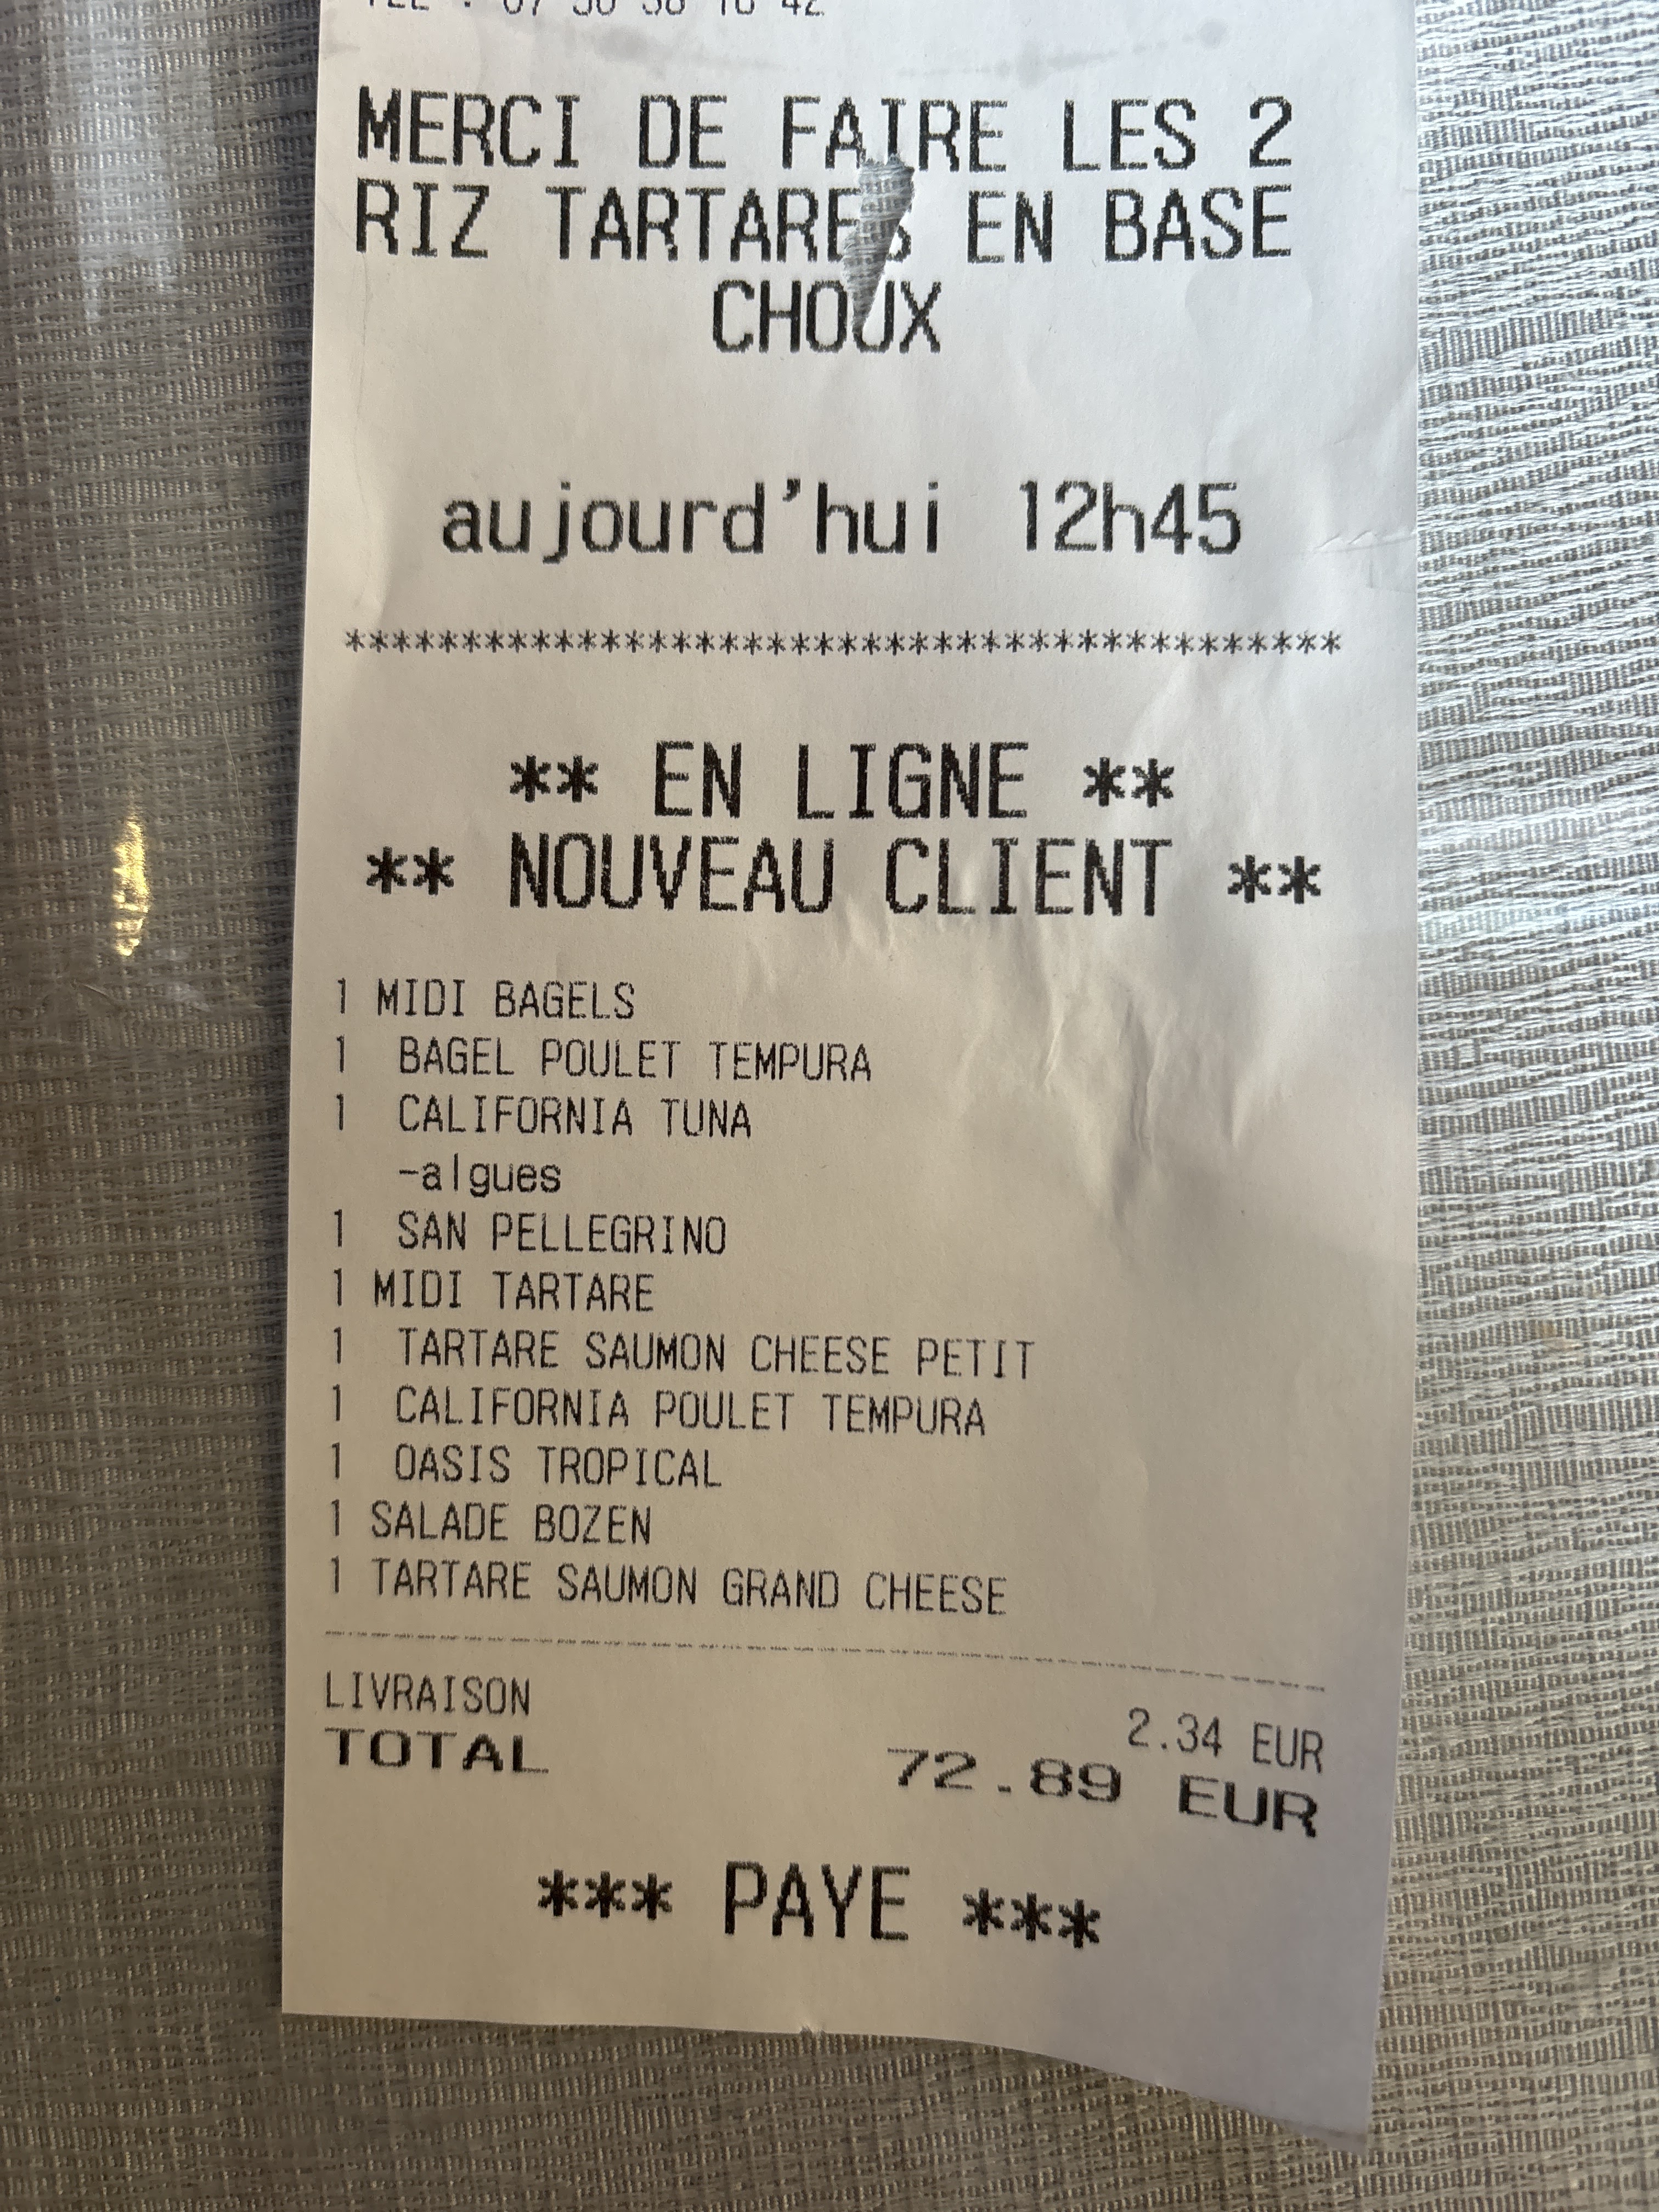 MERCI DE FAIRE LES 2
RIZ TARTARES EN BASE
CHOUX
aujourd'hui 12h45
******************************************
** EN LIGNE **
** NOUVEAU CLIENT **
1 MIDI BAGELS
1 BAGEL POULET TEMPURA
1 CALIFORNIA TUNA
-algues
1 SAN PELLEGRINO
1 MIDI TARTARE
1 TARTARE SAUMON CHEESE PETIT
1 CALIFORNIA POULET TEMPURA
1 OASIS TROPICAL
1 SALADE BOZEN
1 TARTARE SAUMON GRAND CHEESE
LIVRAISON 2.34 EUR
TOTAL 72.89 EUR
*** PAYE ***